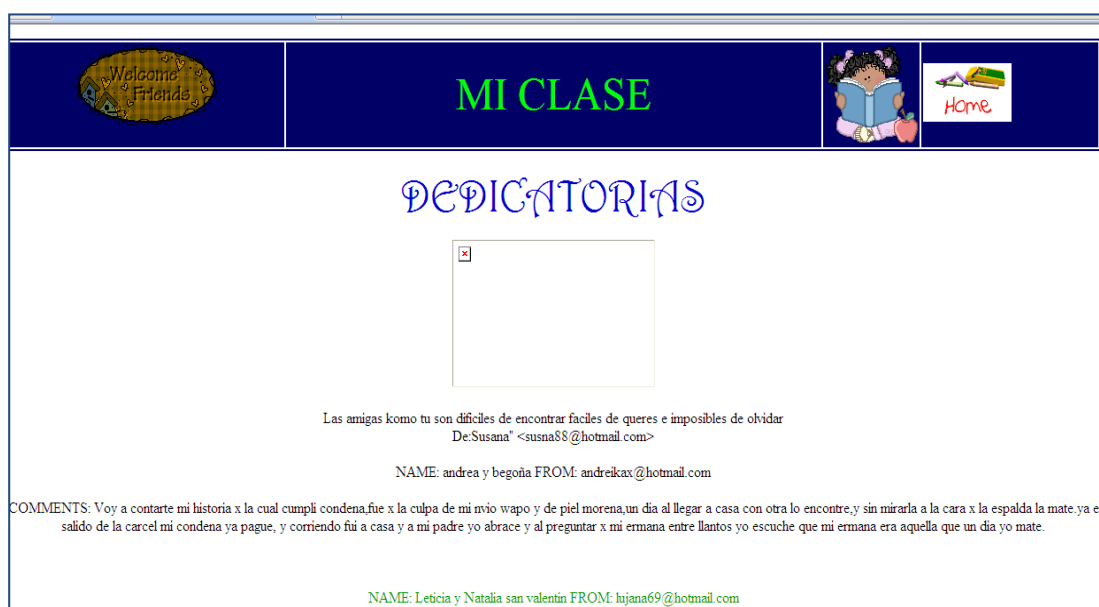 Welcome
Friends
MI CLASE
Home
DEDICATORIAS
Las amigas komo tu son dificiles de encontrar faciles de queres e imposibles de olvidar
De:Susana" <susna88@hotmail.com>
NAME: andrea y begoña FROM: andreikax@hotmail.com
COMMENTS: Voy a contarte mi historia x la cual cumpli condena,fue x la culpa de mi nvio wapo y de piel morena,un dia al llegar a casa con otra lo encontre,y sin mirarla a la cara x la espalda la mate.ya e
salido de la carcel mi condena ya pague, y corriendo fui a casa y a mi padre yo abrace y al preguntar x mi ermana entre llantos yo escuche que mi ermana era aquella que un dia yo mate.
NAME: Leticia y Natalia san valentin FROM: lujana69@hotmail.com